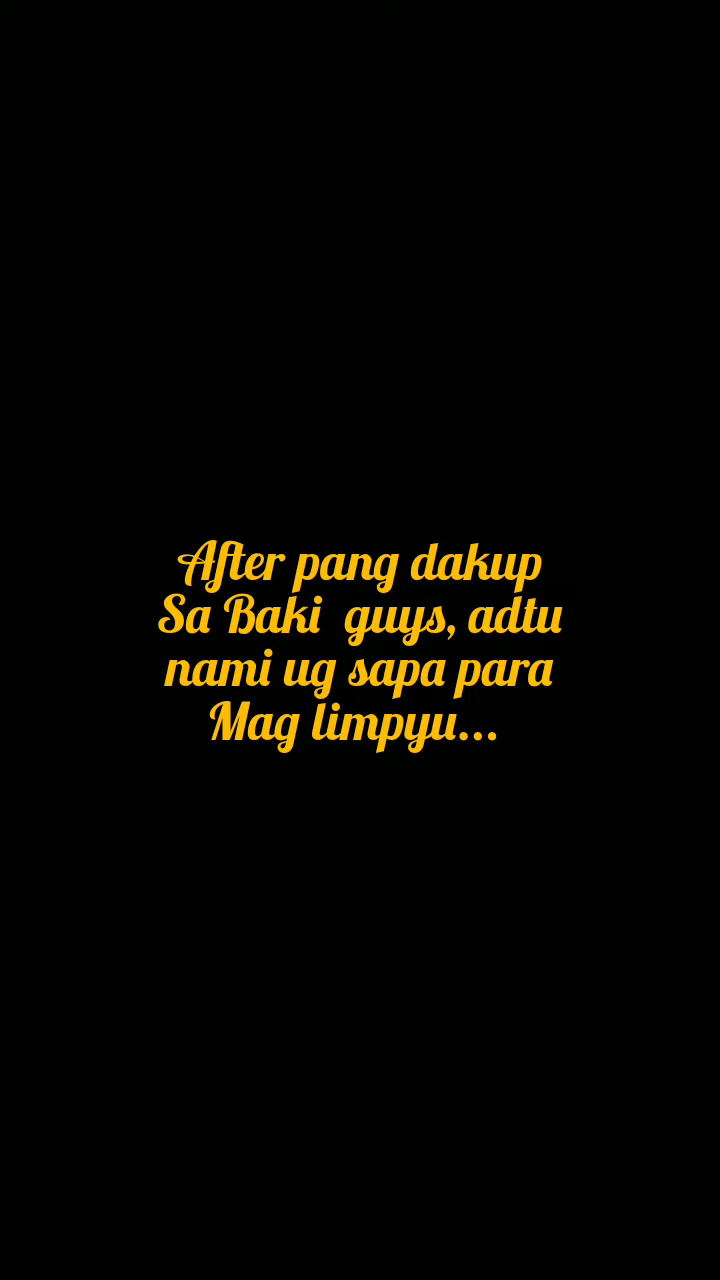 After pang dakup
Sa Baki guys, adtu
nami ug sapa para
Mag limpyu...